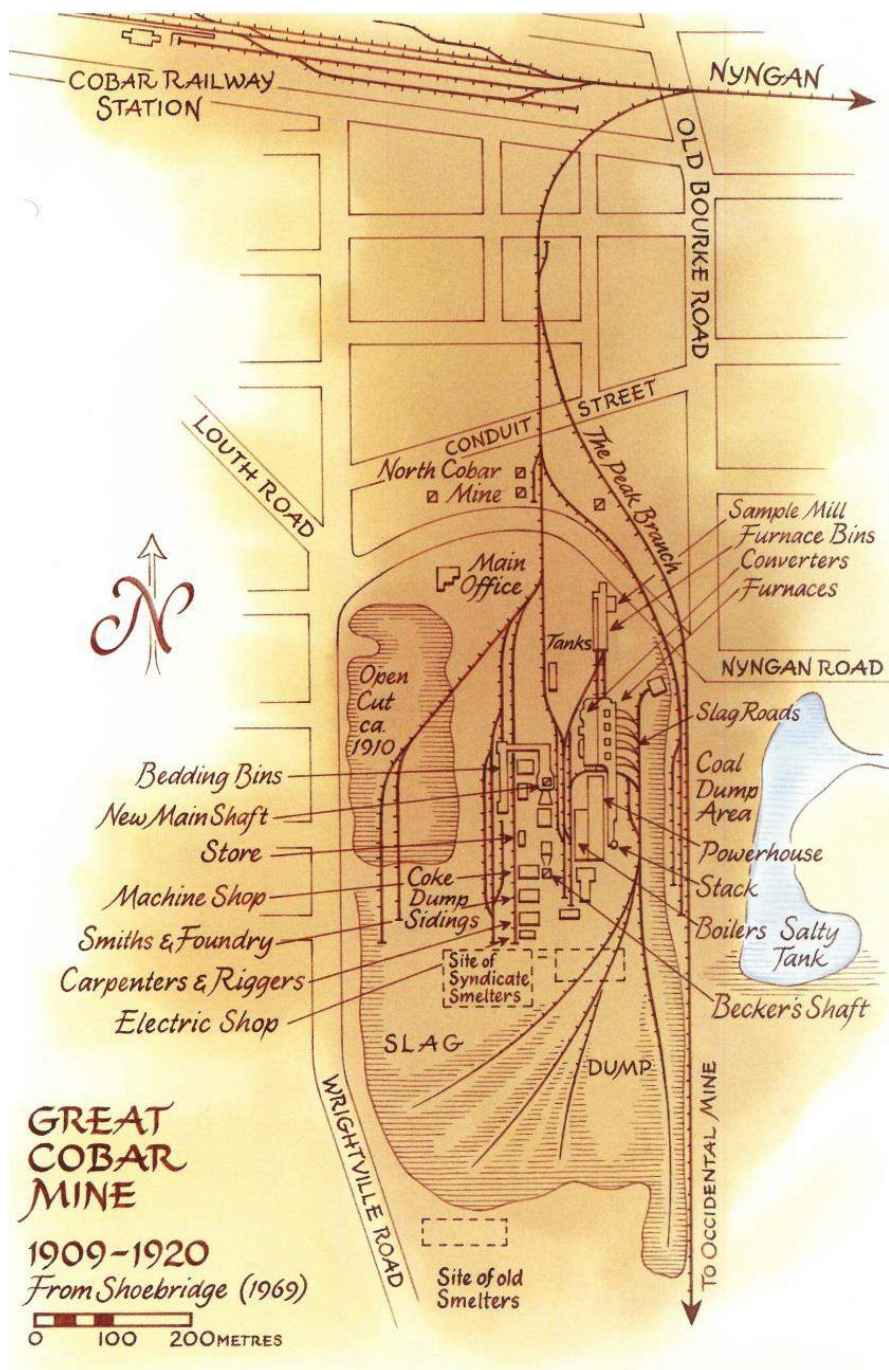 COBAR RAILWAY
STATION
NYNGAN
OLD BOURKE ROAD
LOUTH ROAD
CONDUIT STREET
The Peak Branch
North Cobar
Mine
N
Main
Office
Sample Mill
Furnace Bins
Converters
Furnaces
Tanks
NYNGAN ROAD
Open
Cut
ca.
1910
Slag Roads
Coal
Dump
Area
Bedding Bins
New Main Shaft
Store
Machine Shop
Smiths & Foundry
Carpenters & Riggers
Electric Shop
Coke
Dump
Sidings
Powerhouse
Stack
Boilers
Salty
Tank
Becker's Shaft
Site of
Syndicate
Smelters
SLAG
DUMP
WRIGHTVILLE ROAD
TO OCCIDENTAL MINE
Site of old
Smelters
GREAT
COBAR
MINE
1909-1920
From Shoebridge (1969)
0 100 200 METRES